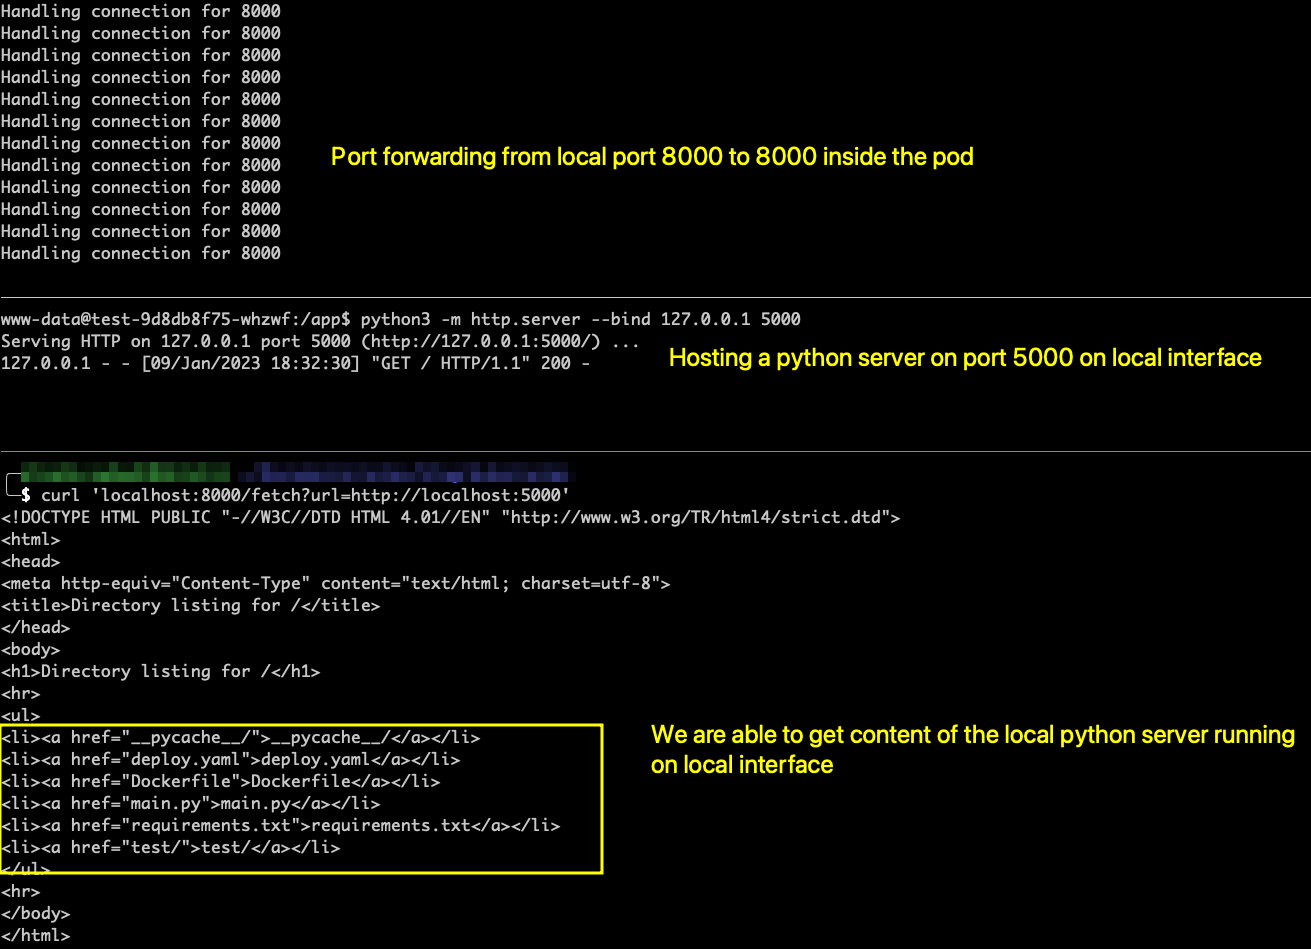 Handling connection for 8000
Handling connection for 8000
Handling connection for 8000
Handling connection for 8000
Handling connection for 8000
Handling connection for 8000
Handling connection for 8000
Handling connection for 8000
Handling connection for 8000
Handling connection for 8000
Handling connection for 8000
Handling connection for 8000
Port forwarding from local port 8000 to 8000 inside the pod
www-data@test-9d8db8f75-whzwf:/app$ python3 -m http.server --bind 127.0.0.1 5000
Serving HTTP on 127.0.0.1 port 5000 (http://127.0.0.1:5000/) ...
127.0.0.1 - - [09/Jan/2023 18:32:30] "GET / HTTP/1.1" 200 -
Hosting a python server on port 5000 on local interface
$ curl 'localhost:8000/fetch?url=http://localhost:5000'
<!DOCTYPE HTML PUBLIC "-//W3C//DTD HTML 4.01//EN" "http://www.w3.org/TR/html4/strict.dtd">
<html>
<head>
<meta http-equiv="Content-Type" content="text/html; charset=utf-8">
<title>Directory listing for /</title>
</head>
<body>
<h1>Directory listing for /</h1>
<hr>
<ul>
<li><a href="__pycache__/">__pycache__/</a></li>
<li><a href="deploy.yaml">deploy.yaml</a></li>
<li><a href="Dockerfile">Dockerfile</a></li>
<li><a href="main.py">main.py</a></li>
<li><a href="requirements.txt">requirements.txt</a></li>
<li><a href="test/">test/</a></li>
</ul>
<hr>
</body>
</html>
We are able to get content of the local python server running
on local interface